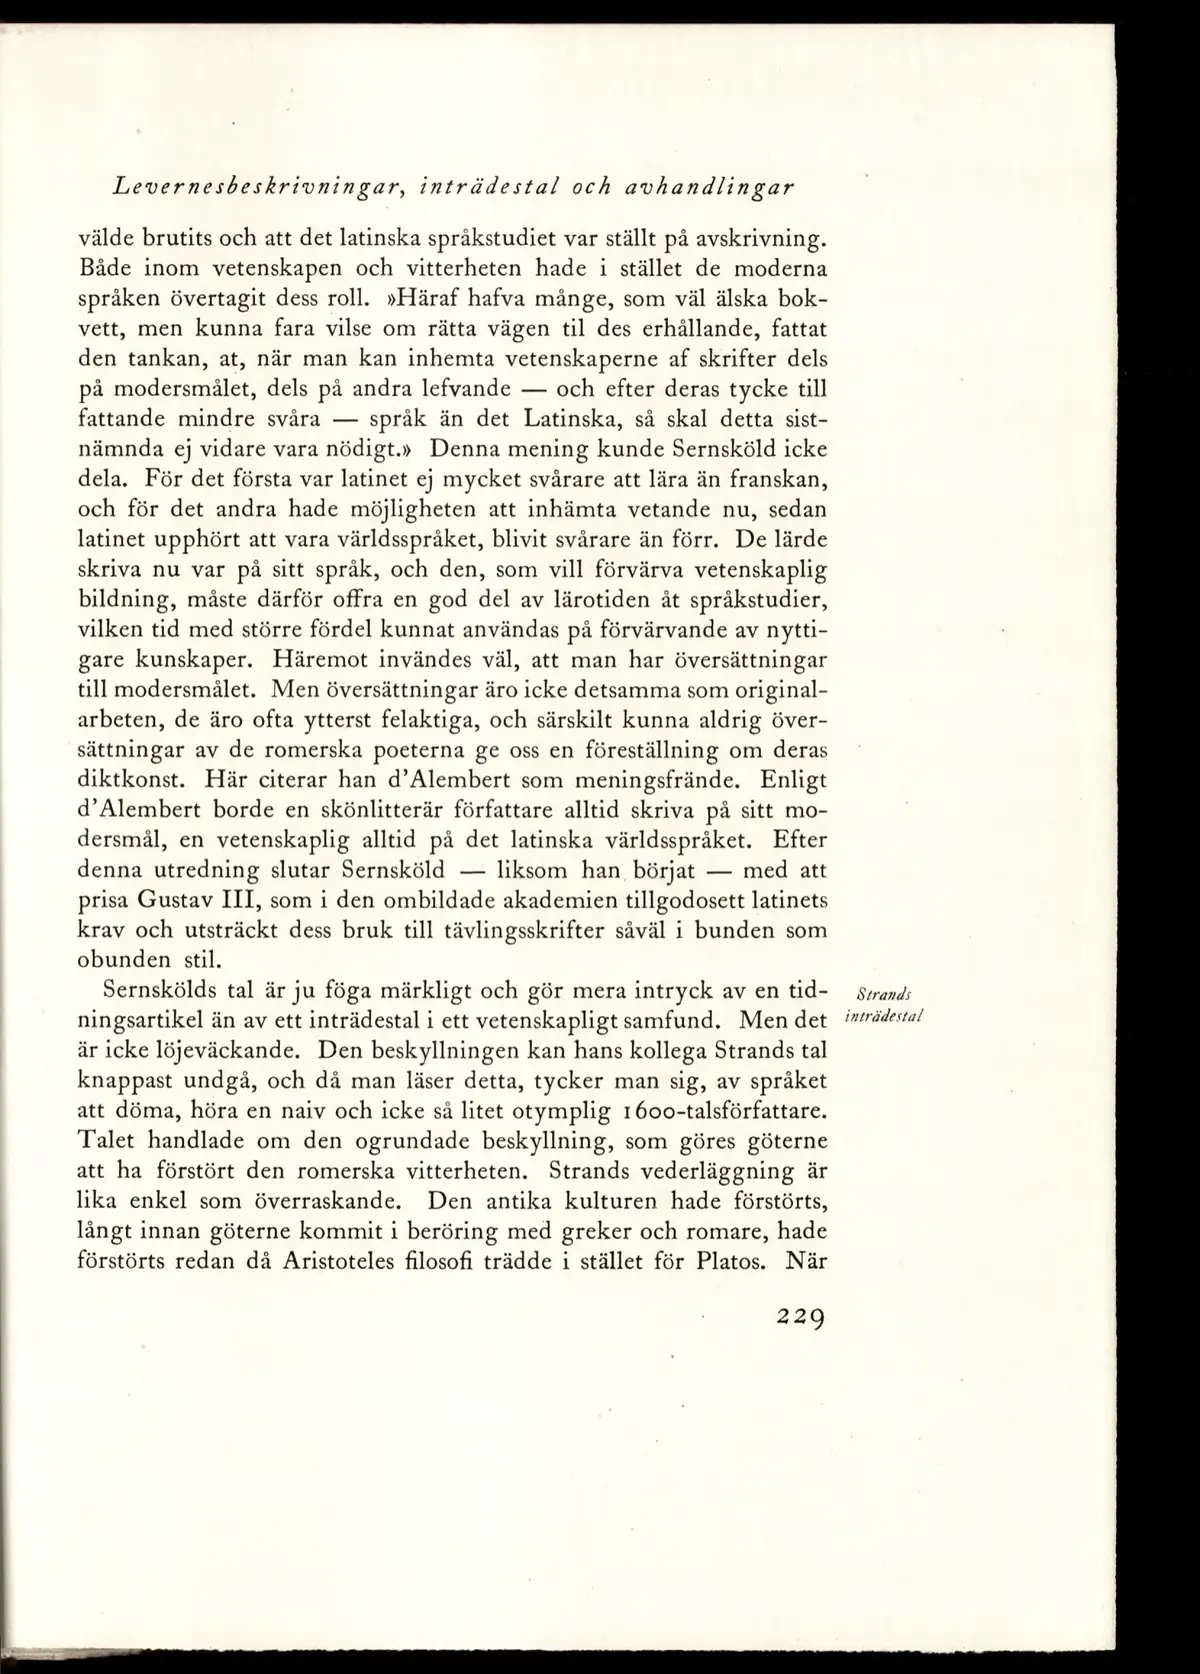 Levernesbeskrivningar, inträdestal och avhandlingar
välde brutits och att det latinska språkstudiet var ställt på avskrivning.
Både inom vetenskapen och vitterheten hade i stället de moderna
språken övertagit dess roll. »Häraf hafva månge, som väl älska bok-
vett, men kunna fara vilse om rätta vägen til des erhållande, fattat
den tankan, at, när man kan inhemta vetenskaperne af skrifter dels
på modersmålet, dels på andra lefvande — och efter deras tycke till
fattande mindre svåra — språk än det Latinska, så skal detta sist-
nämnda ej vidare vara nödigt.» Denna mening kunde Sernsköld icke
dela. För det första var latinet ej mycket svårare att lära än franskan,
och för det andra hade möjligheten att inhämta vetande nu, sedan
latinet upphört att vara världsspråket, blivit svårare än förr. De lärde
skriva nu var på sitt språk, och den, som vill förvärva vetenskaplig
bildning, måste därför offra en god del av lärotiden åt språkstudier,
vilken tid med större fördel kunnat användas på förvärvande av nytti-
gare kunskaper. Häremot invändes väl, att man har översättningar
till modersmålet. Men översättningar äro icke detsamma som original-
arbeten, de äro ofta ytterst felaktiga, och särskilt kunna aldrig över-
sättningar av de romerska poeterna ge oss en föreställning om deras
diktkonst. Här citerar han d'Alembert som meningsfrände. Enligt
d'Alembert borde en skönlitterär författare alltid skriva på sitt mo-
dersmål, en vetenskaplig alltid på det latinska världsspråket. Efter
denna utredning slutar Sernsköld — liksom han börjat — med att
prisa Gustav III, som i den ombildade akademien tillgodosett latinets
krav och utsträckt dess bruk till tävlingsskrifter såväl i bunden som
obunden stil.
Sernskölds tal är ju föga märkligt och gör mera intryck av en tid-
ningsartikel än av ett inträdestal i ett vetenskapligt samfund. Men det
är icke löjeväckande. Den beskyllningen kan hans kollega Strands tal
knappast undgå, och då man läser detta, tycker man sig, av språket
att döma, höra en naiv och icke så litet otymplig 1600-talsförfattare.
Talet handlade om den ogrundade beskyllning, som göres göterne
att ha förstört den romerska vitterheten. Strands vederläggning är
lika enkel som överraskande. Den antika kulturen hade förstörts,
långt innan göterne kommit i beröring med greker och romare, hade
förstörts redan då Aristoteles filosofi trädde i stället för Platos. När
Strands
inträdestal
229